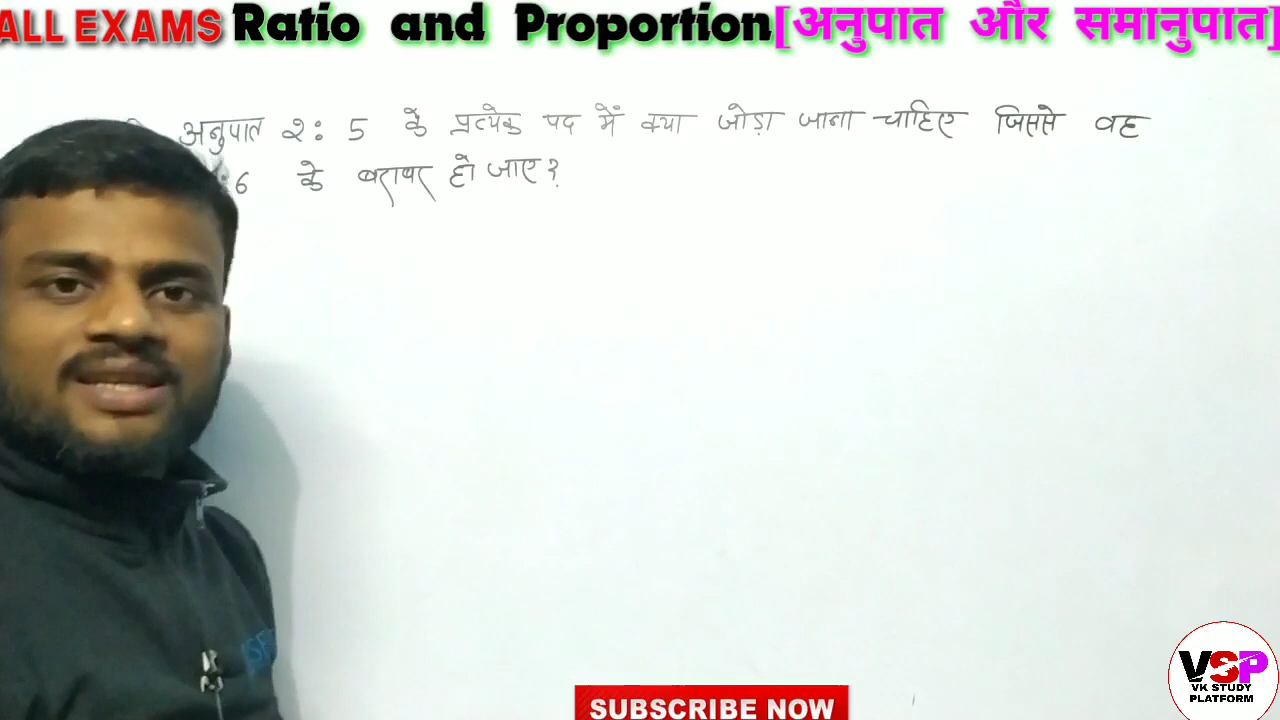 ALL EXAMS Ratio and Proportion [अनुपात और समानुपात]
अनुपात २: 5 के प्रत्येक पद में क्या जोड़ा जाना चाहिए जिससे वह
:6 के बराबर हो जाए?
VSP
VK STUDY
PLATFORM
SUBSCRIBE NOW